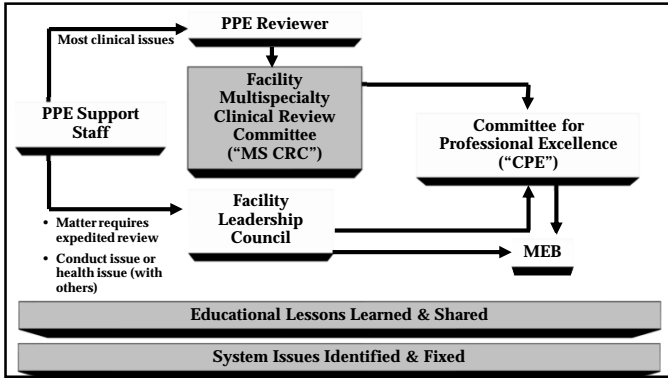 PPE Reviewer
Most clinical issues
Facility
Multispecialty
Clinical Review
Committee
(“MS CRC”)
PPE Support
Staff
Committee for
Professional Excellence
(“CPE”)
Facility
Leadership
Council
• Matter requires
expedited review
• Conduct issue or
health issue (with
others)
MEB
Educational Lessons Learned & Shared
System Issues Identified & Fixed